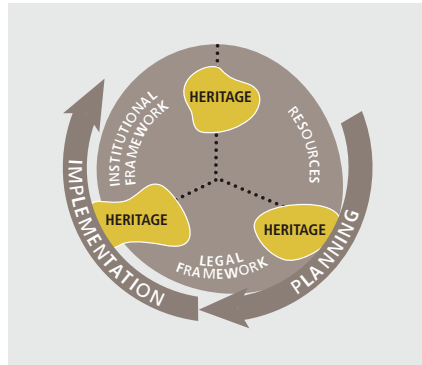 HERITAGE
INSTITUTIONAL
FRAMEWORK
RESOURCES
HERITAGE
HERITAGE
LEGAL
FRAMEWORK
IMPLEMENTATION
PLANNING